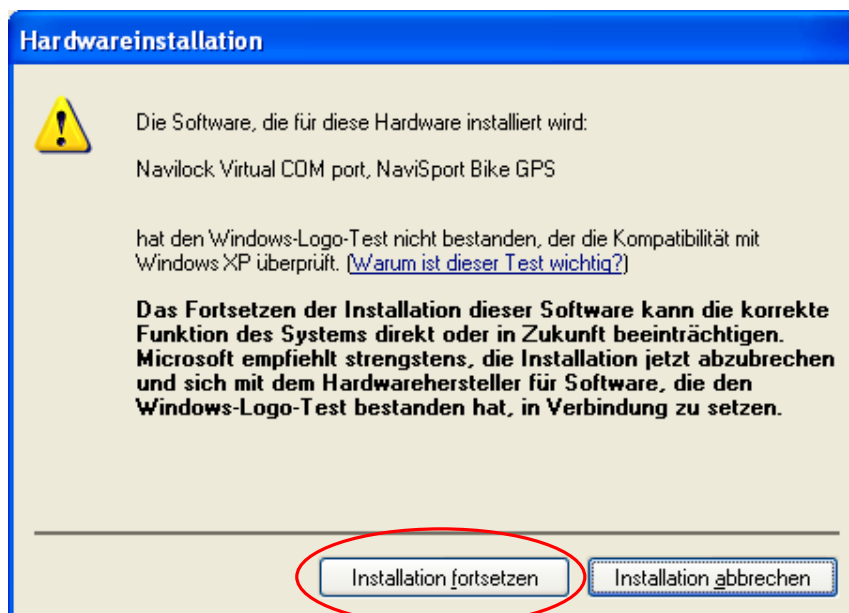 Hardwareinstallation
Die Software, die für diese Hardware installiert wird:
Navilock Virtual COM port, NaviSport Bike GPS
hat den Windows-Logo-Test nicht bestanden, der die Kompatibilität mit
Windows XP überprüft. (Warum ist dieser Test wichtig?)
Das Fortsetzen der Installation dieser Software kann die korrekte
Funktion des Systems direkt oder in Zukunft beeinträchtigen.
Microsoft empfiehlt strengstens, die Installation jetzt abzubrechen
und sich mit dem Hardwarehersteller für Software, die den
Windows-Logo-Test bestanden hat, in Verbindung zu setzen.
Installation fortsetzen Installation abbrechen